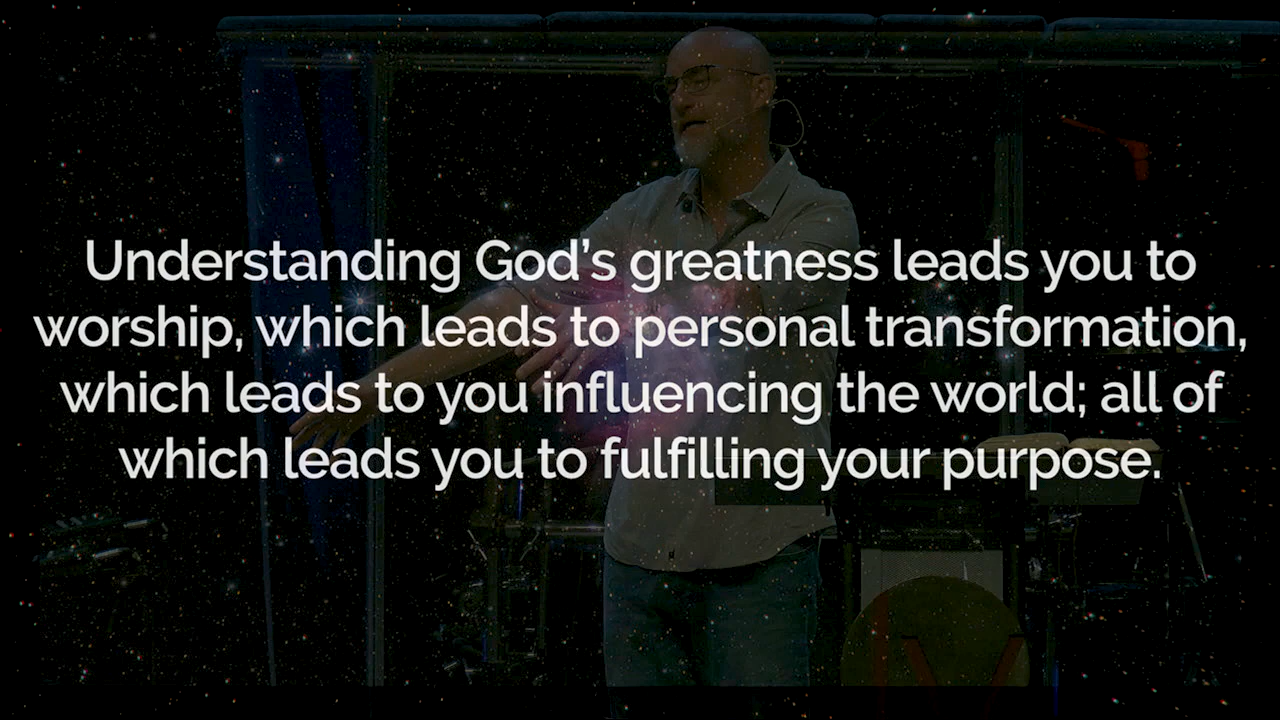 Understanding God’s greatness leads you to
worship, which leads to personal transformation,
which leads to you influencing the world; all of
which leads you to fulfilling your purpose.